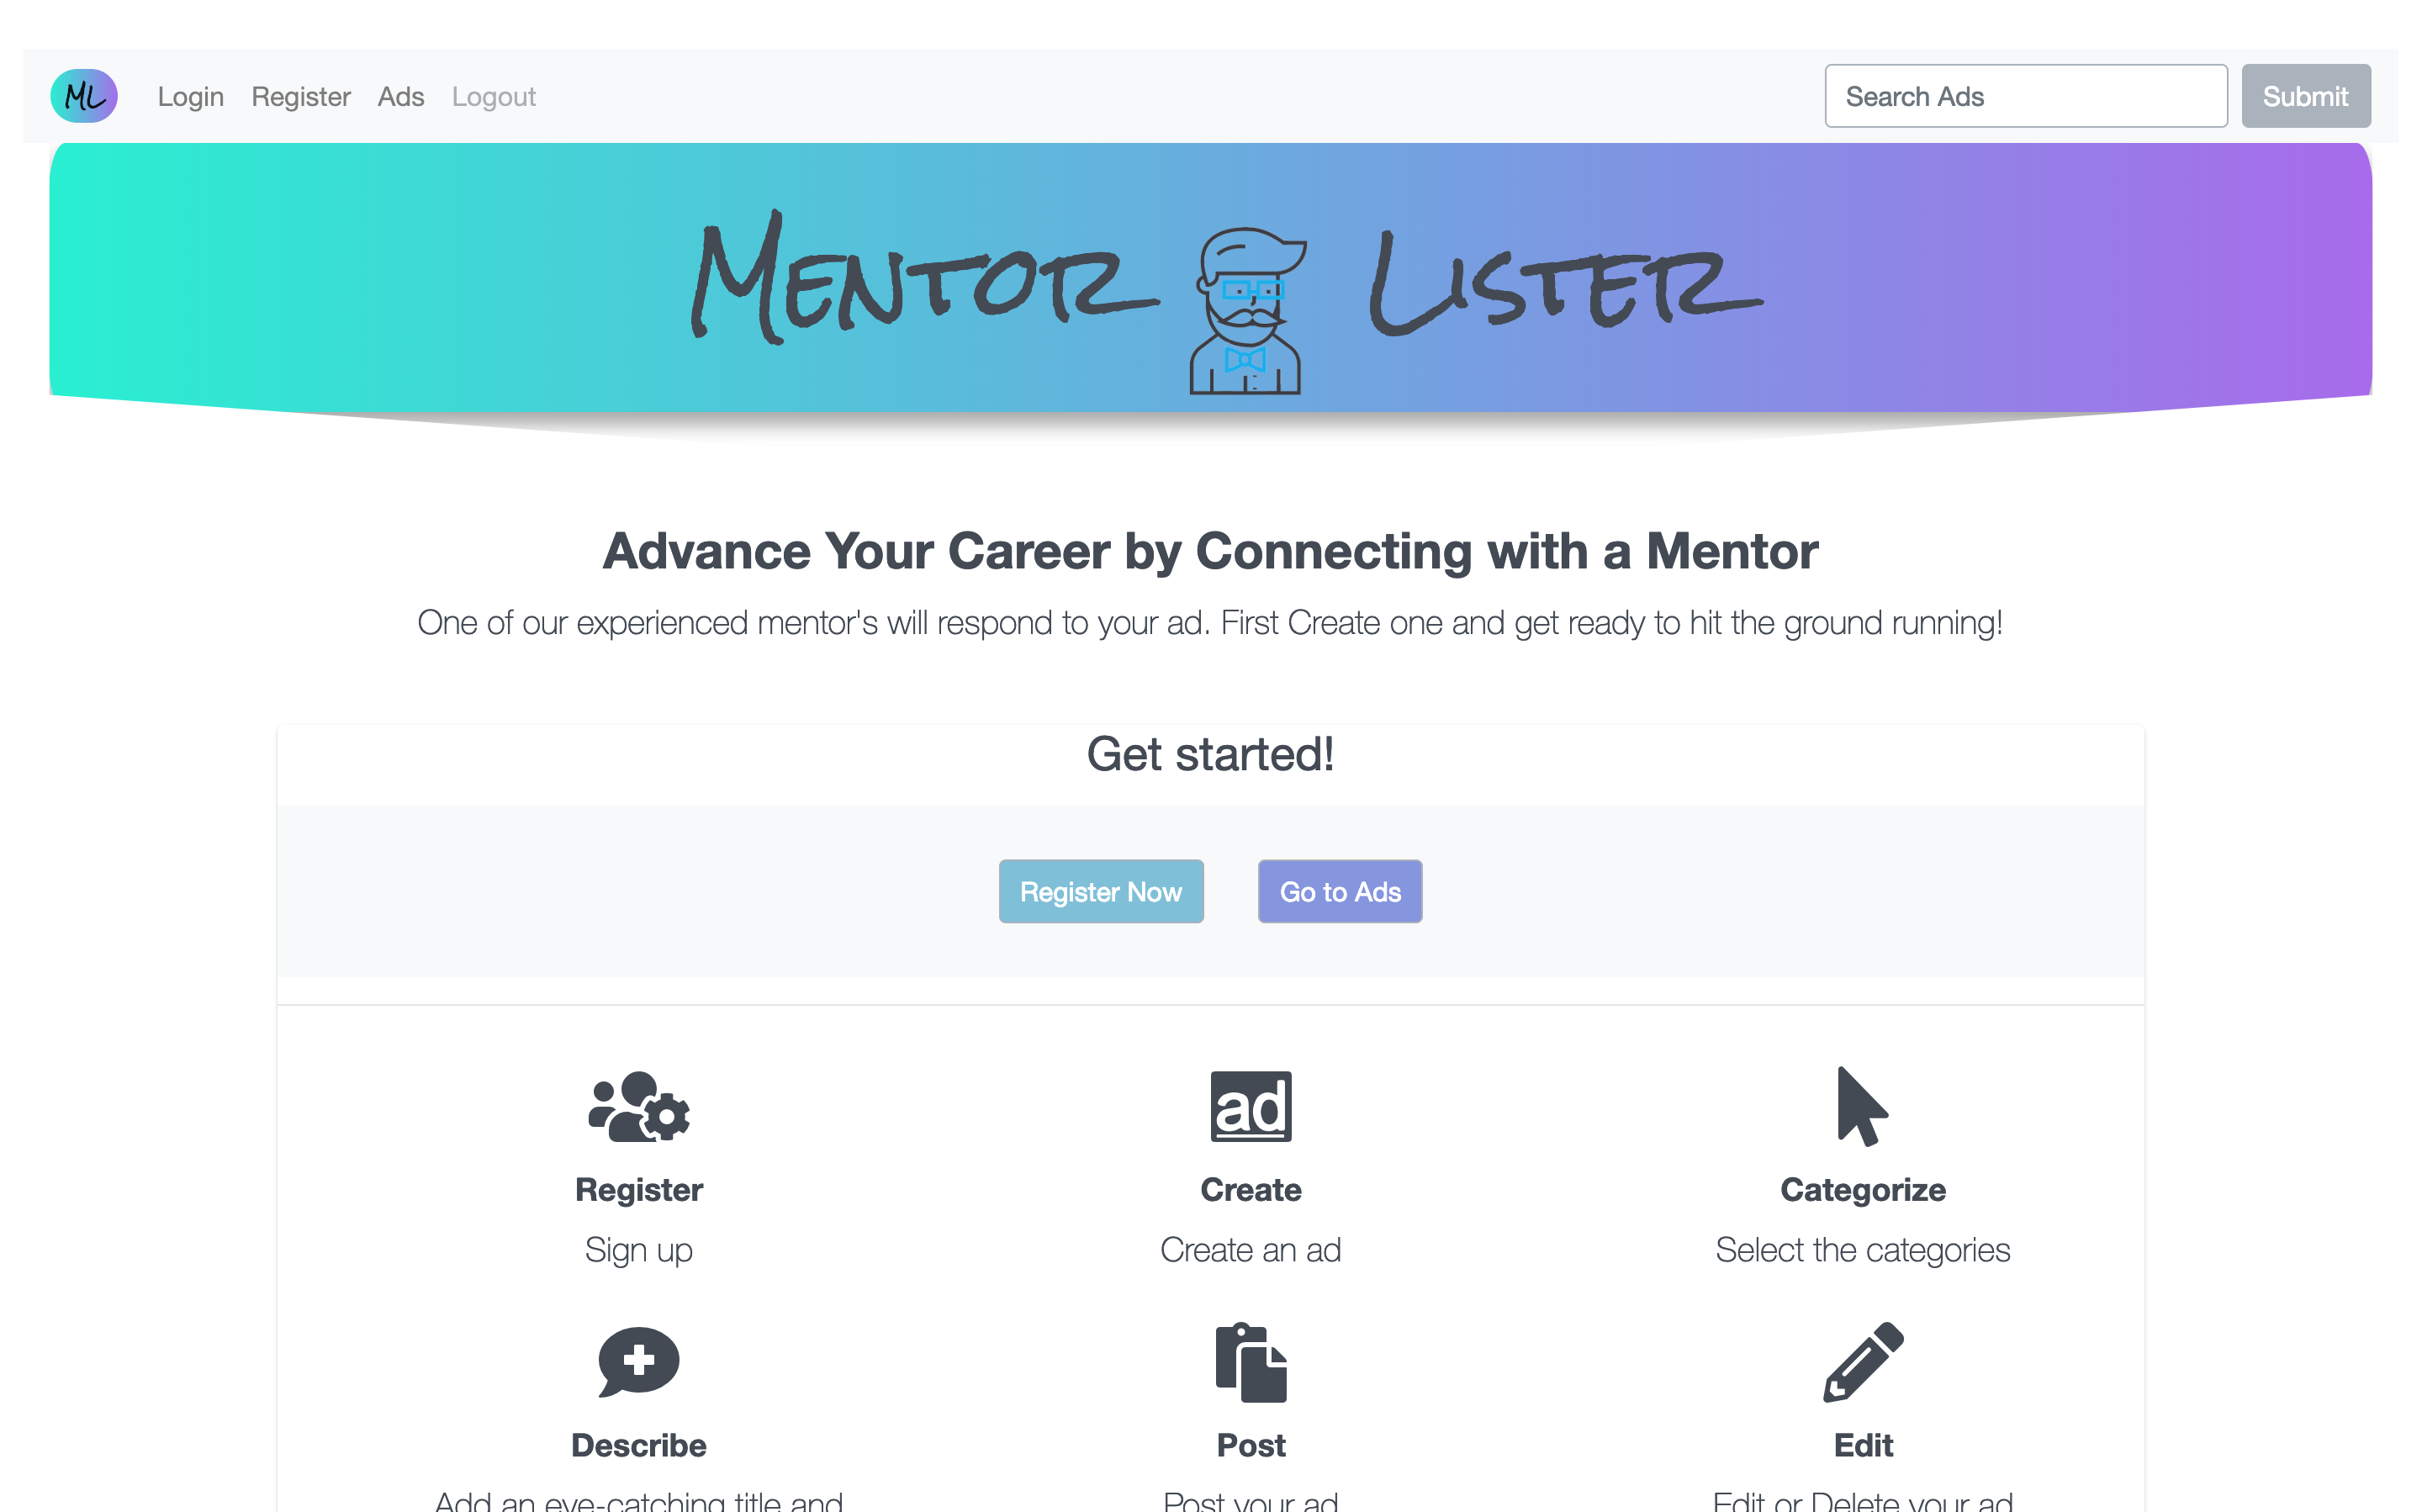 ML Login Register Ads Logout Search Ads Submit
Mentor Lister
Advance Your Career by Connecting with a Mentor
One of our experienced mentor's will respond to your ad. First Create one and get ready to hit the ground running!
Get started!
Register Now Go to Ads
ad
Register Create Categorize
Sign up Create an ad Select the categories
Describe Post Edit
Add an eye-catching title and Post your ad Edit or Delete your ad